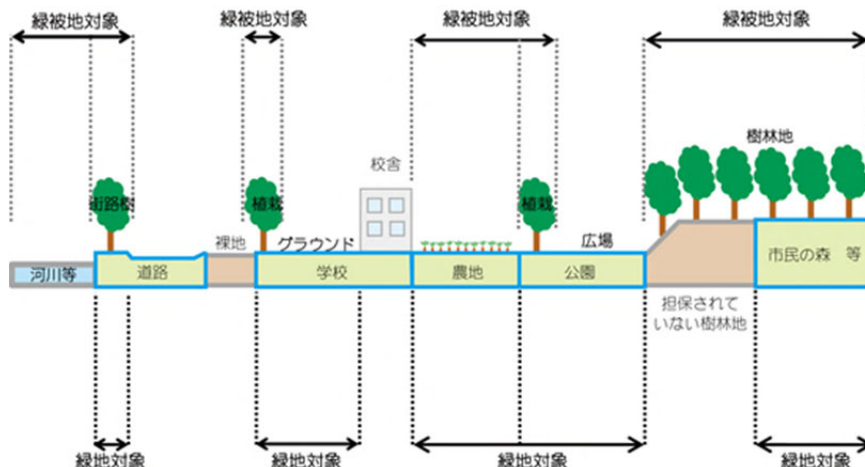 緑被地対象
緑被地対象
緑被地対象
緑被地対象
樹林地
校舎
街路樹
植栽
植栽
裸地
グラウンド
広場
河川等
道路
学校
農地
公園
市民の森 等
担保されて
いない樹林地
緑地対象
緑地対象
緑地対象
緑地対象